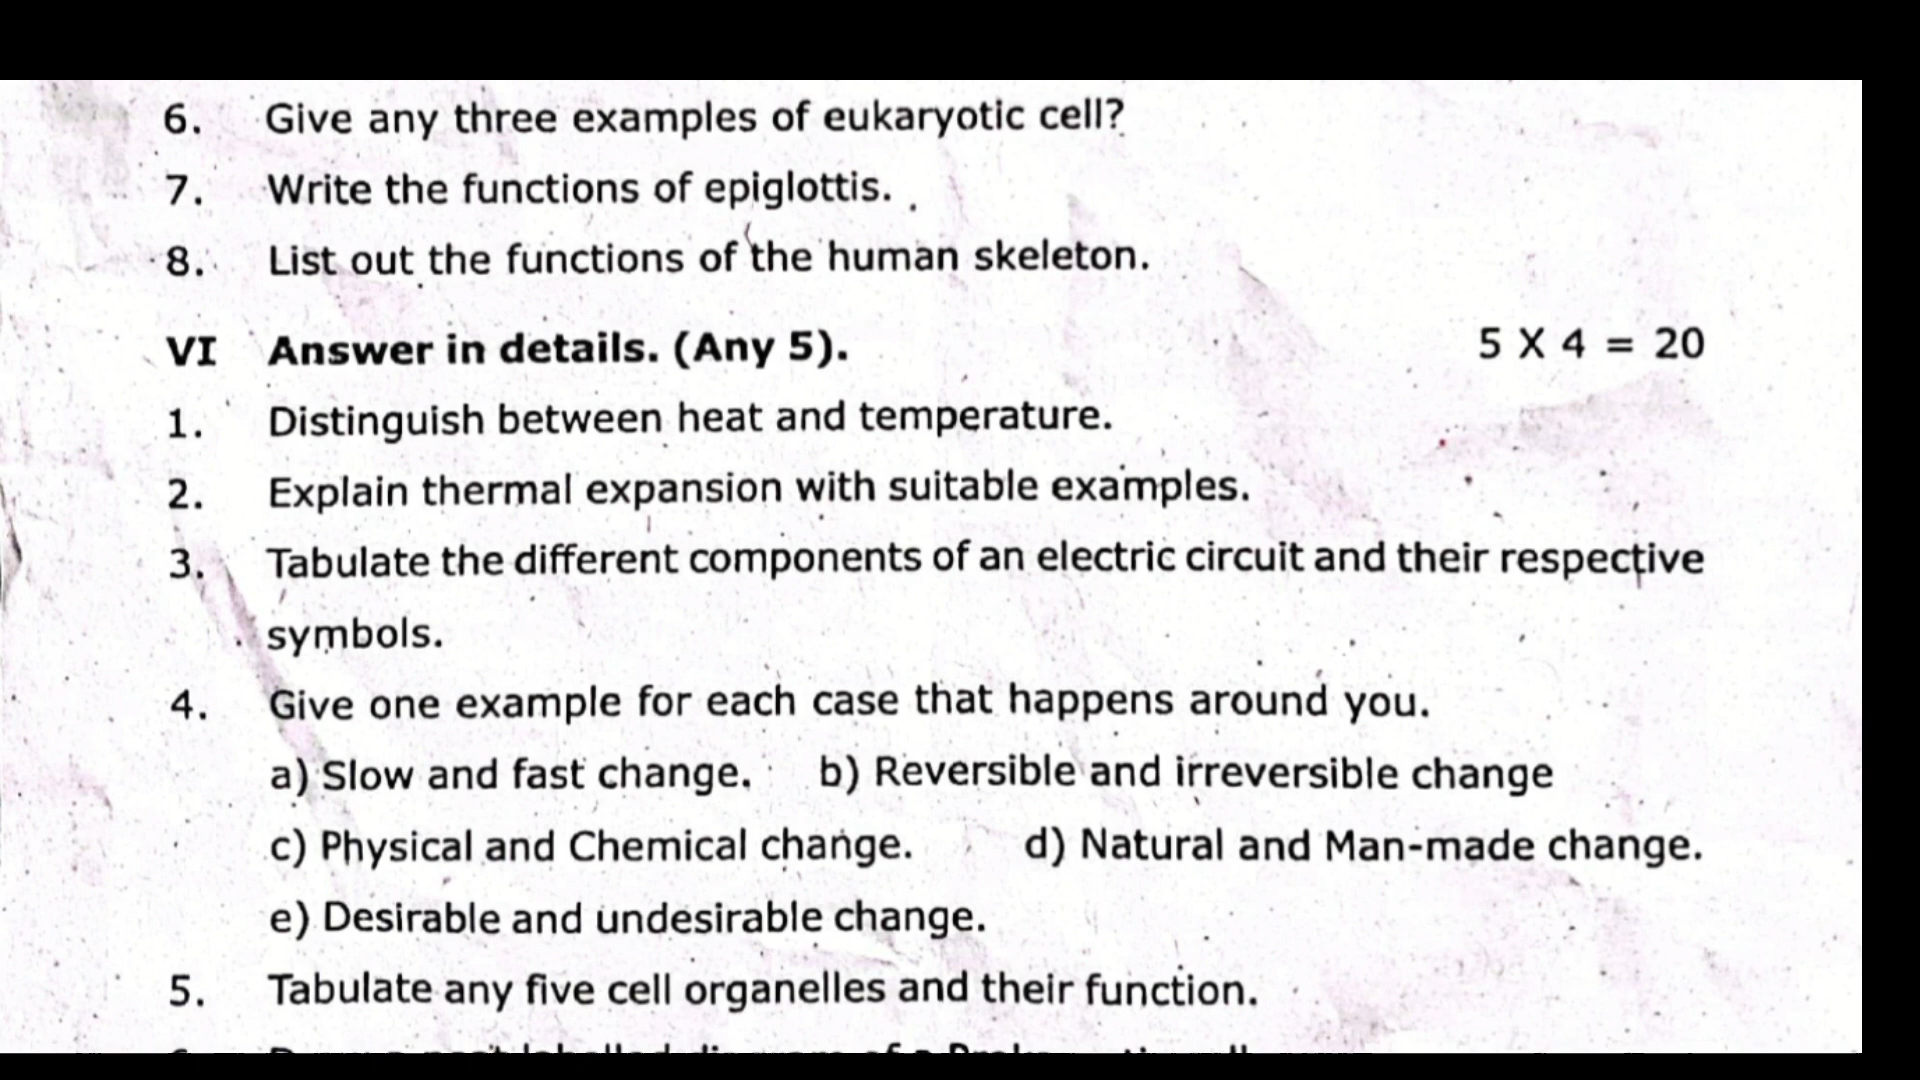 6. Give any three examples of eukaryotic cell?
7. Write the functions of epiglottis.
8. List out the functions of the human skeleton.
VI Answer in details. (Any 5). 5 X 4 = 20
1. Distinguish between heat and temperature.
2. Explain thermal expansion with suitable examples.
3. Tabulate the different components of an electric circuit and their respective
symbols.
4. Give one example for each case that happens around you.
a) Slow and fast change. b) Reversible and irreversible change
c) Physical and Chemical change. d) Natural and Man-made change.
e) Desirable and undesirable change.
5. Tabulate any five cell organelles and their function.